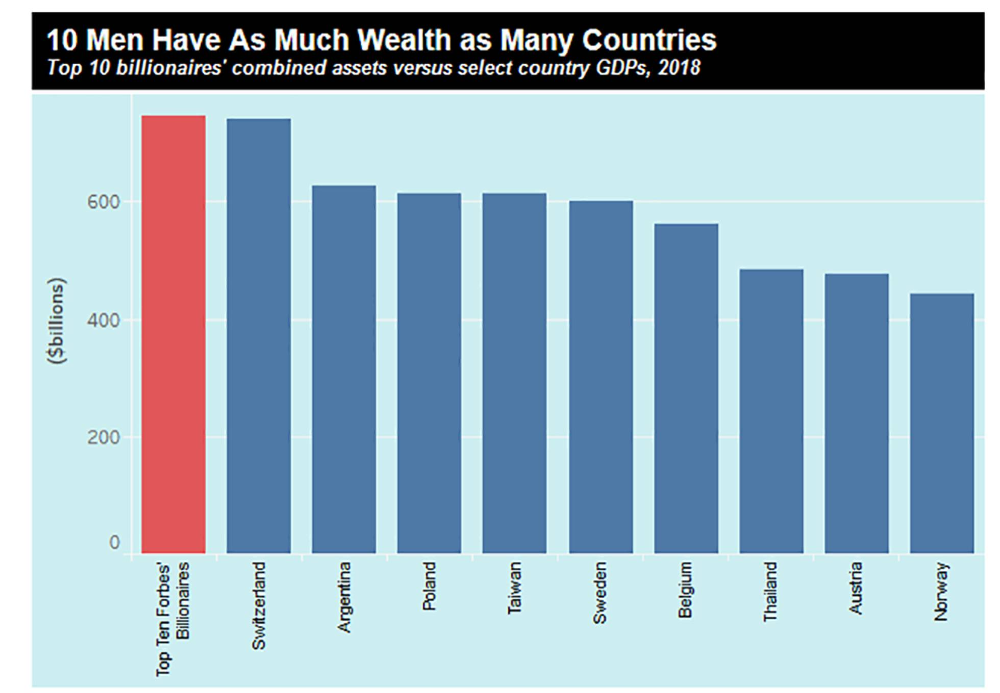 10 Men Have As Much Wealth as Many Countries
Top 10 billionaires' combined assets versus select country GDPs, 2018
($billions)
600
400
200
0
Top Ten Forbes'
Billionaires
Switzerland
Argentina
Poland
Taiwan
Sweden
Belgium
Thailand
Austria
Norway